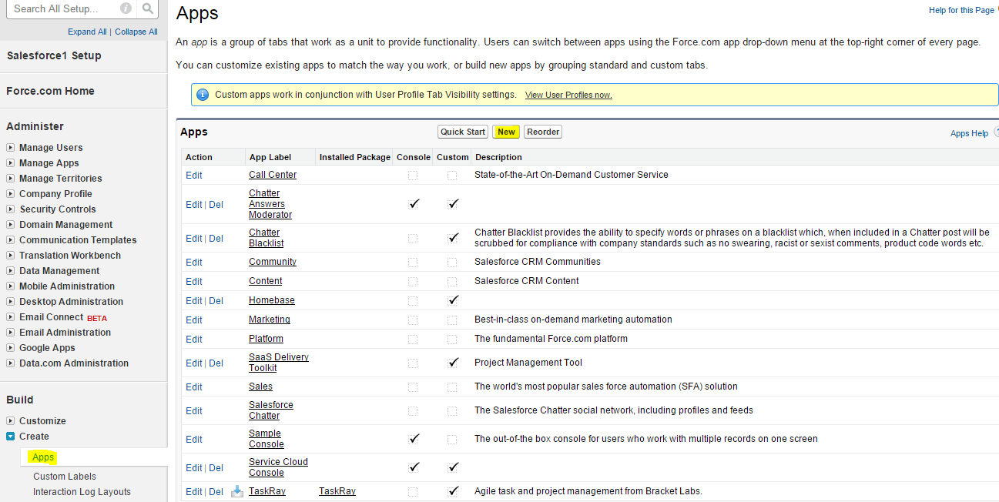 Search All Setup...
Expand All | Collapse All
Salesforce1 Setup
Force.com Home
Administer
Manage Users
Manage Apps
Manage Territories
Company Profile
Security Controls
Domain Management
Communication Templates
Translation Workbench
Data Management
Mobile Administration
Desktop Administration
Email Connect BETA
Email Administration
Google Apps
Data.com Administration
Build
Customize
Create
Apps
Custom Labels
Interaction Log Layouts
Apps
Help for this Page
An app is a group of tabs that work as a unit to provide functionality. Users can switch between apps using the Force.com app drop-down menu at the top-right corner of every page.
You can customize existing apps to match the way you work, or build new apps by grouping standard and custom tabs.
Custom apps work in conjunction with User Profile Tab Visibility settings. View User Profiles now.
Apps Quick Start New Reorder Apps Help ?
Action App Label Installed Package Console Custom Description
Edit Call Center State-of-the-Art On-Demand Customer Service
Edit | Del Chatter
Answers
Moderator
Edit | Del Chatter
Blacklist
Chatter Blacklist provides the ability to specify words or phrases on a blacklist which, when included in a Chatter post will be
scrubbed for compliance with company standards such as no swearing, racist or sexist comments, product code words etc.
Edit Community Salesforce CRM Communities
Edit Content Salesforce CRM Content
Edit | Del Homebase
Edit Marketing Best-in-class on-demand marketing automation
Edit Platform The fundamental Force.com platform
Edit | Del SaaS Delivery
Toolkit
Project Management Tool
Edit Sales The world's most popular sales force automation (SFA) solution
Edit Salesforce
Chatter
The Salesforce Chatter social network, including profiles and feeds
Edit Sample
Console
The out-of-the box console for users who work with multiple records on one screen
Edit | Del Service Cloud
Console
Edit | Del TaskRay TaskRay Agile task and project management from Bracket Labs.